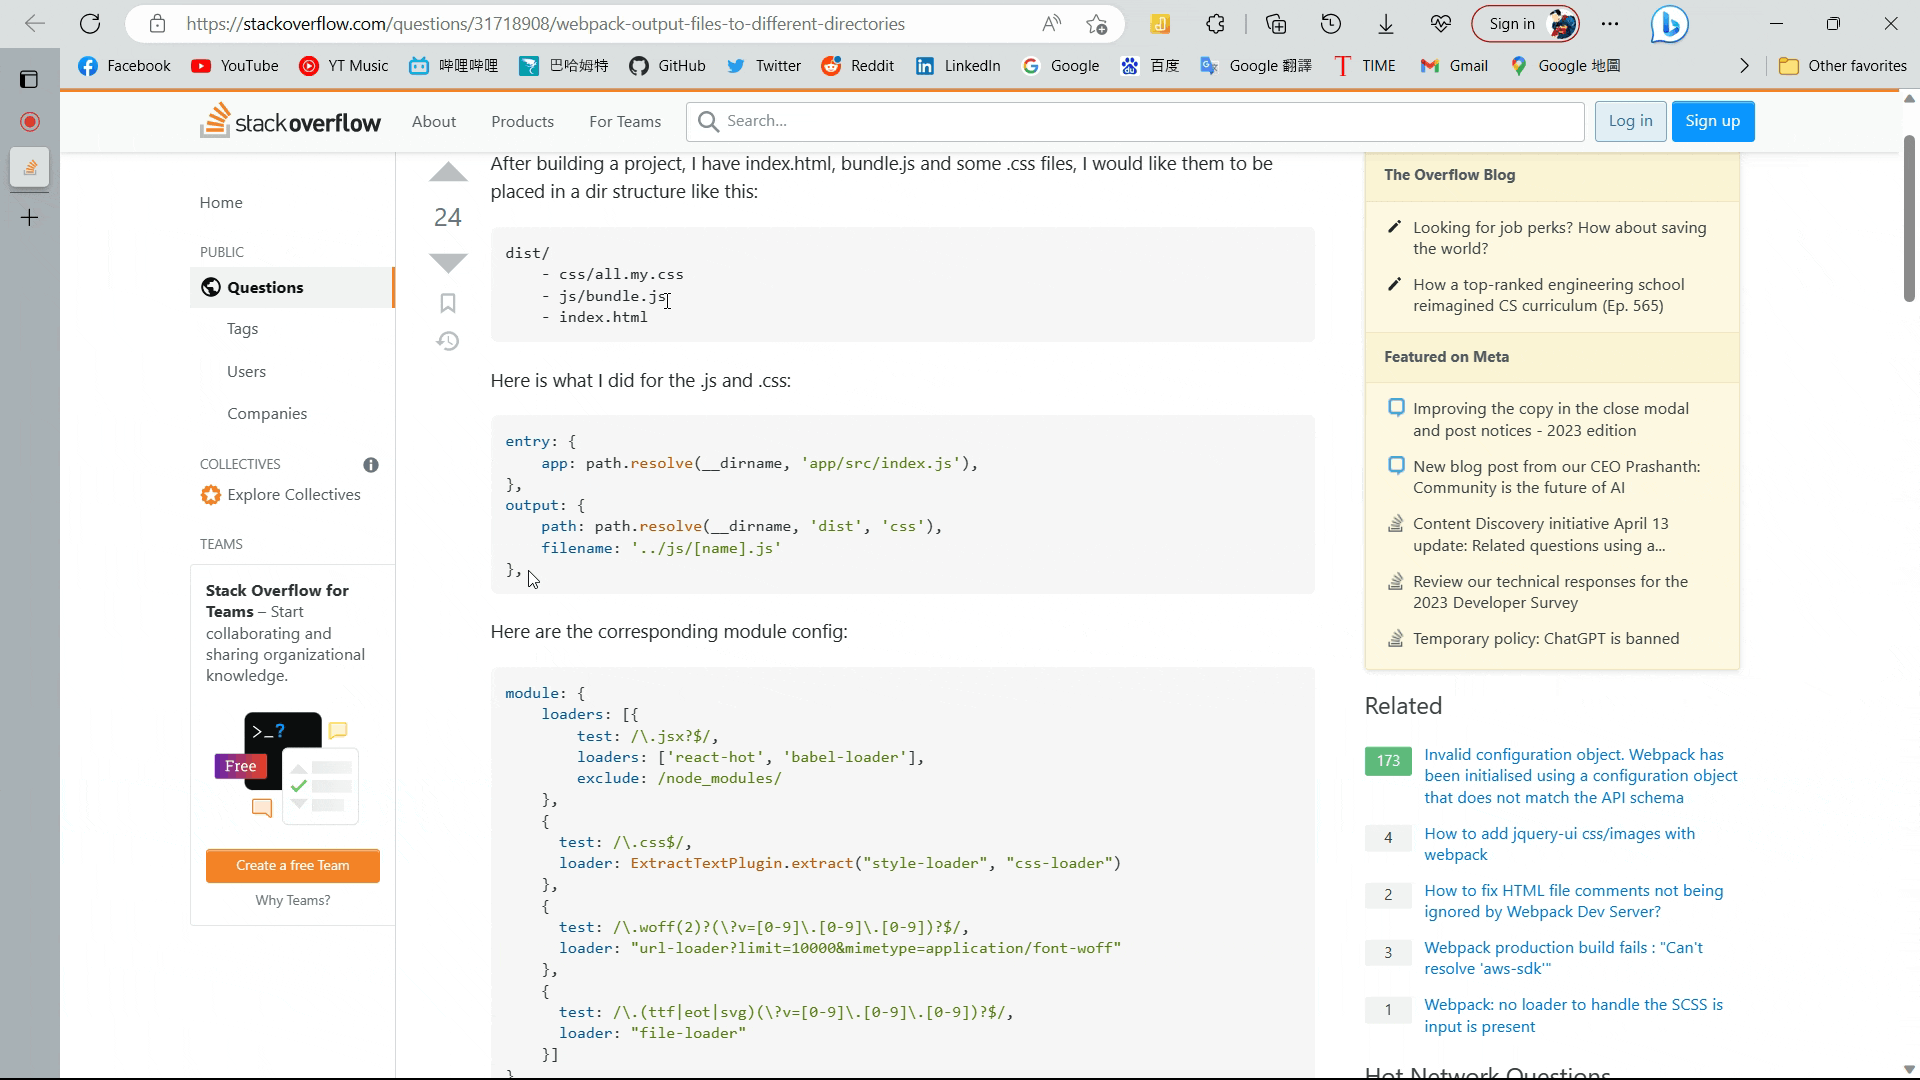 https://stackoverflow.com/questions/31718908/webpack-output-files-to-different-directories
Sign in
Facebook
YouTube
YT Music
哔哩哔哩
巴哈姆特
GitHub
Twitter
Reddit
LinkedIn
Google
百度
Google 翻譯
TIME
Gmail
Google 地圖
Other favorites
stack overflow
About
Products
For Teams
Search...
Log in
Sign up
Home
PUBLIC
Questions
Tags
Users
Companies
COLLECTIVES
Explore Collectives
TEAMS
Stack Overflow for
Teams – Start
collaborating and
sharing organizational
knowledge.
>_?
Free
Create a free Team
Why Teams?
24
After building a project, I have index.html, bundle.js and some .css files, I would like them to be
placed in a dir structure like this:
dist/
- css/all.my.css
- js/bundle.js
- index.html
Here is what I did for the .js and .css:
entry: {
app: path.resolve(__dirname, 'app/src/index.js'),
},
output: {
path: path.resolve(__dirname, 'dist', 'css'),
filename: '../js/[name].js'
},
Here are the corresponding module config:
module: {
loaders: [{
test: /\.jsx?$/,
loaders: ['react-hot', 'babel-loader'],
exclude: /node_modules/
},
{
test: /\.css$/,
loader: ExtractTextPlugin.extract("style-loader", "css-loader")
},
{
test: /\.woff(2)?(\?v=[0-9]\.[0-9]\.[0-9])?$/,
loader: "url-loader?limit=10000&mimetype=application/font-woff"
},
{
test: /\.(ttf|eot|svg)(\?v=[0-9]\.[0-9]\.[0-9])?$/,
loader: "file-loader"
}]
}
The Overflow Blog
Looking for job perks? How about saving
the world?
How a top-ranked engineering school
reimagined CS curriculum (Ep. 565)
Featured on Meta
Improving the copy in the close modal
and post notices - 2023 edition
New blog post from our CEO Prashanth:
Community is the future of AI
Content Discovery initiative April 13
update: Related questions using a...
Review our technical responses for the
2023 Developer Survey
Temporary policy: ChatGPT is banned
Related
173
Invalid configuration object. Webpack has
been initialised using a configuration object
that does not match the API schema
4
How to add jquery-ui css/images with
webpack
2
How to fix HTML file comments not being
ignored by Webpack Dev Server?
3
Webpack production build fails : "Can't
resolve 'aws-sdk'"
1
Webpack: no loader to handle the SCSS is
input is present
Hot Network Questions